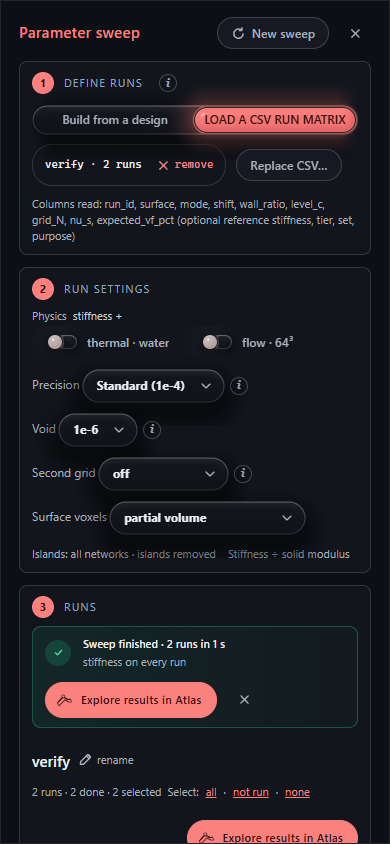 Parameter sweep
New sweep
1 DEFINE RUNS i
Build from a design LOAD A CSV RUN MATRIX
verify · 2 runs × remove Replace CSV...
Columns read: run_id, surface, mode, shift, wall_ratio, level_c,
grid_N, nu_s, expected_vf_pct (optional reference stiffness, tier, set,
purpose)
2 RUN SETTINGS
Physics stiffness +
thermal · water flow · 64³
Precision Standard (1e-4) i
Void 1e-6 i
Second grid off i
Surface voxels partial volume
Islands: all networks · islands removed Stiffness ÷ solid modulus
3 RUNS
Sweep finished · 2 runs in 1 s
stiffness on every run
Explore results in Atlas
verify rename
2 runs · 2 done · 2 selected Select: all · not run · none
Explore results in Atlas